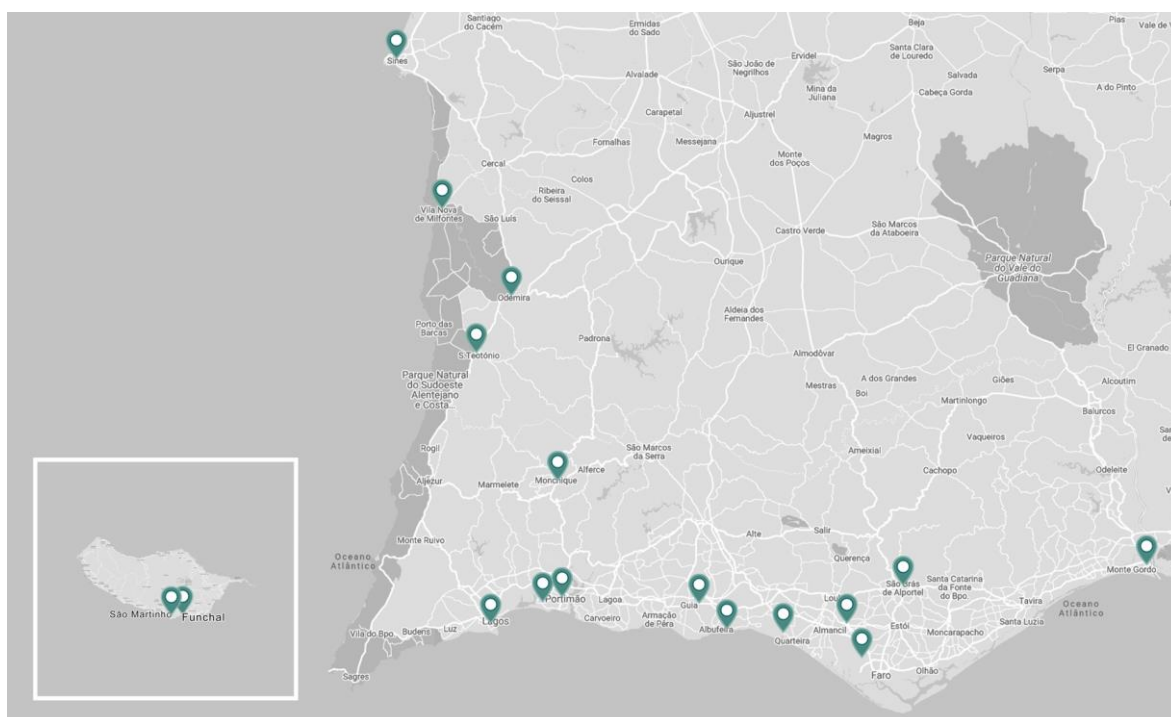 Santiago
do Cacém
Ermidas
do Sado
Beja
Pias
Vale de
Sines
São João de
Negrilhos
Ervidel
Santa Clara
de Louredo
Serpa
Alvalade
Mina da
Juliana
Salvada
A do Pinto
Cabeça Gorda
Carapetal
Aljustrel
Fornalhas
Messejana
Magros
Cercal
Monte
dos Poços
Colos
Ribeira
do Seissal
Vila Nova
de Milfontes
São Luís
Castro Verde
São Marcos
da Ataboeira
Ourique
Parque Natural
do Vale do
Guadiana
Odemira
Aldeia dos
Fernandes
Porto das
Barcas
Padrona
S.Teotónio
El Granado
Almodôvar
Parque Natural
do Sudoeste
Alentejano
e Costa...
A dos Grandes
Giões
Alcoutim
Mestras
Boi
Martinlongo
Balurcos
Rogil
São Marcos
da Serra
Ameixial
Vaqueiros
Alferce
Cachopo
Odeleite
Monchique
Aljezur
Marmelete
Salir
Alte
Monte Ruivo
Querença
Oceano
Atlântico
Monte Gordo
São Brás
de Alportel
Santa Catarina
da Fonte
do Bpo
Portimão
Lagoa
Guia
Loul
Tavira
Oceano
Atlântico
São Martinho
Funchal
Lagos
Carvoeiro
Armação
de Pêra
Santa Luzia
Vila do Bpo
Budens
Luz
Albufeira
Almancil
Estói
Moncarapacho
Quarteira
Sagres
Faro
Olhão